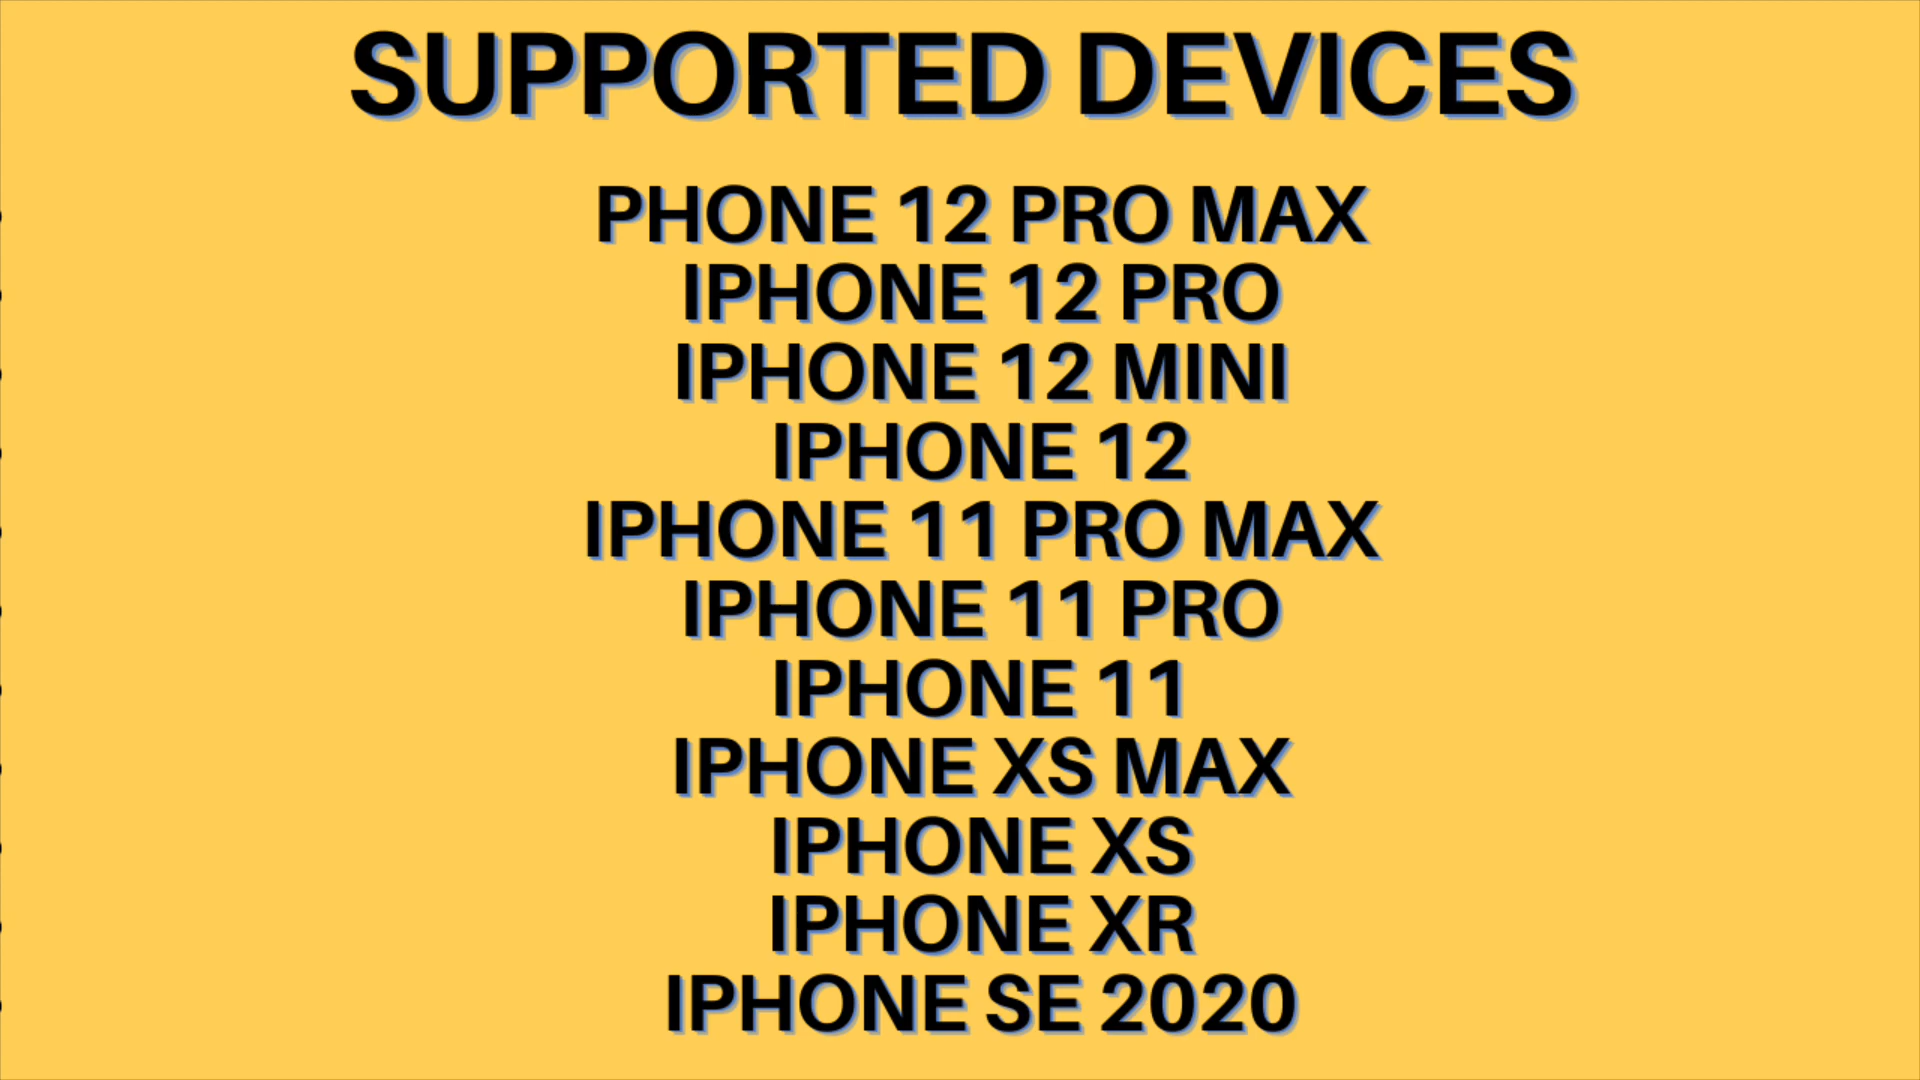 SUPPORTED DEVICES
PHONE 12 PRO MAX
IPHONE 12 PRO
IPHONE 12 MINI
IPHONE 12
IPHONE 11 PRO MAX
IPHONE 11 PRO
IPHONE 11
IPHONE XS MAX
IPHONE XS
IPHONE XR
IPHONE SE 2020